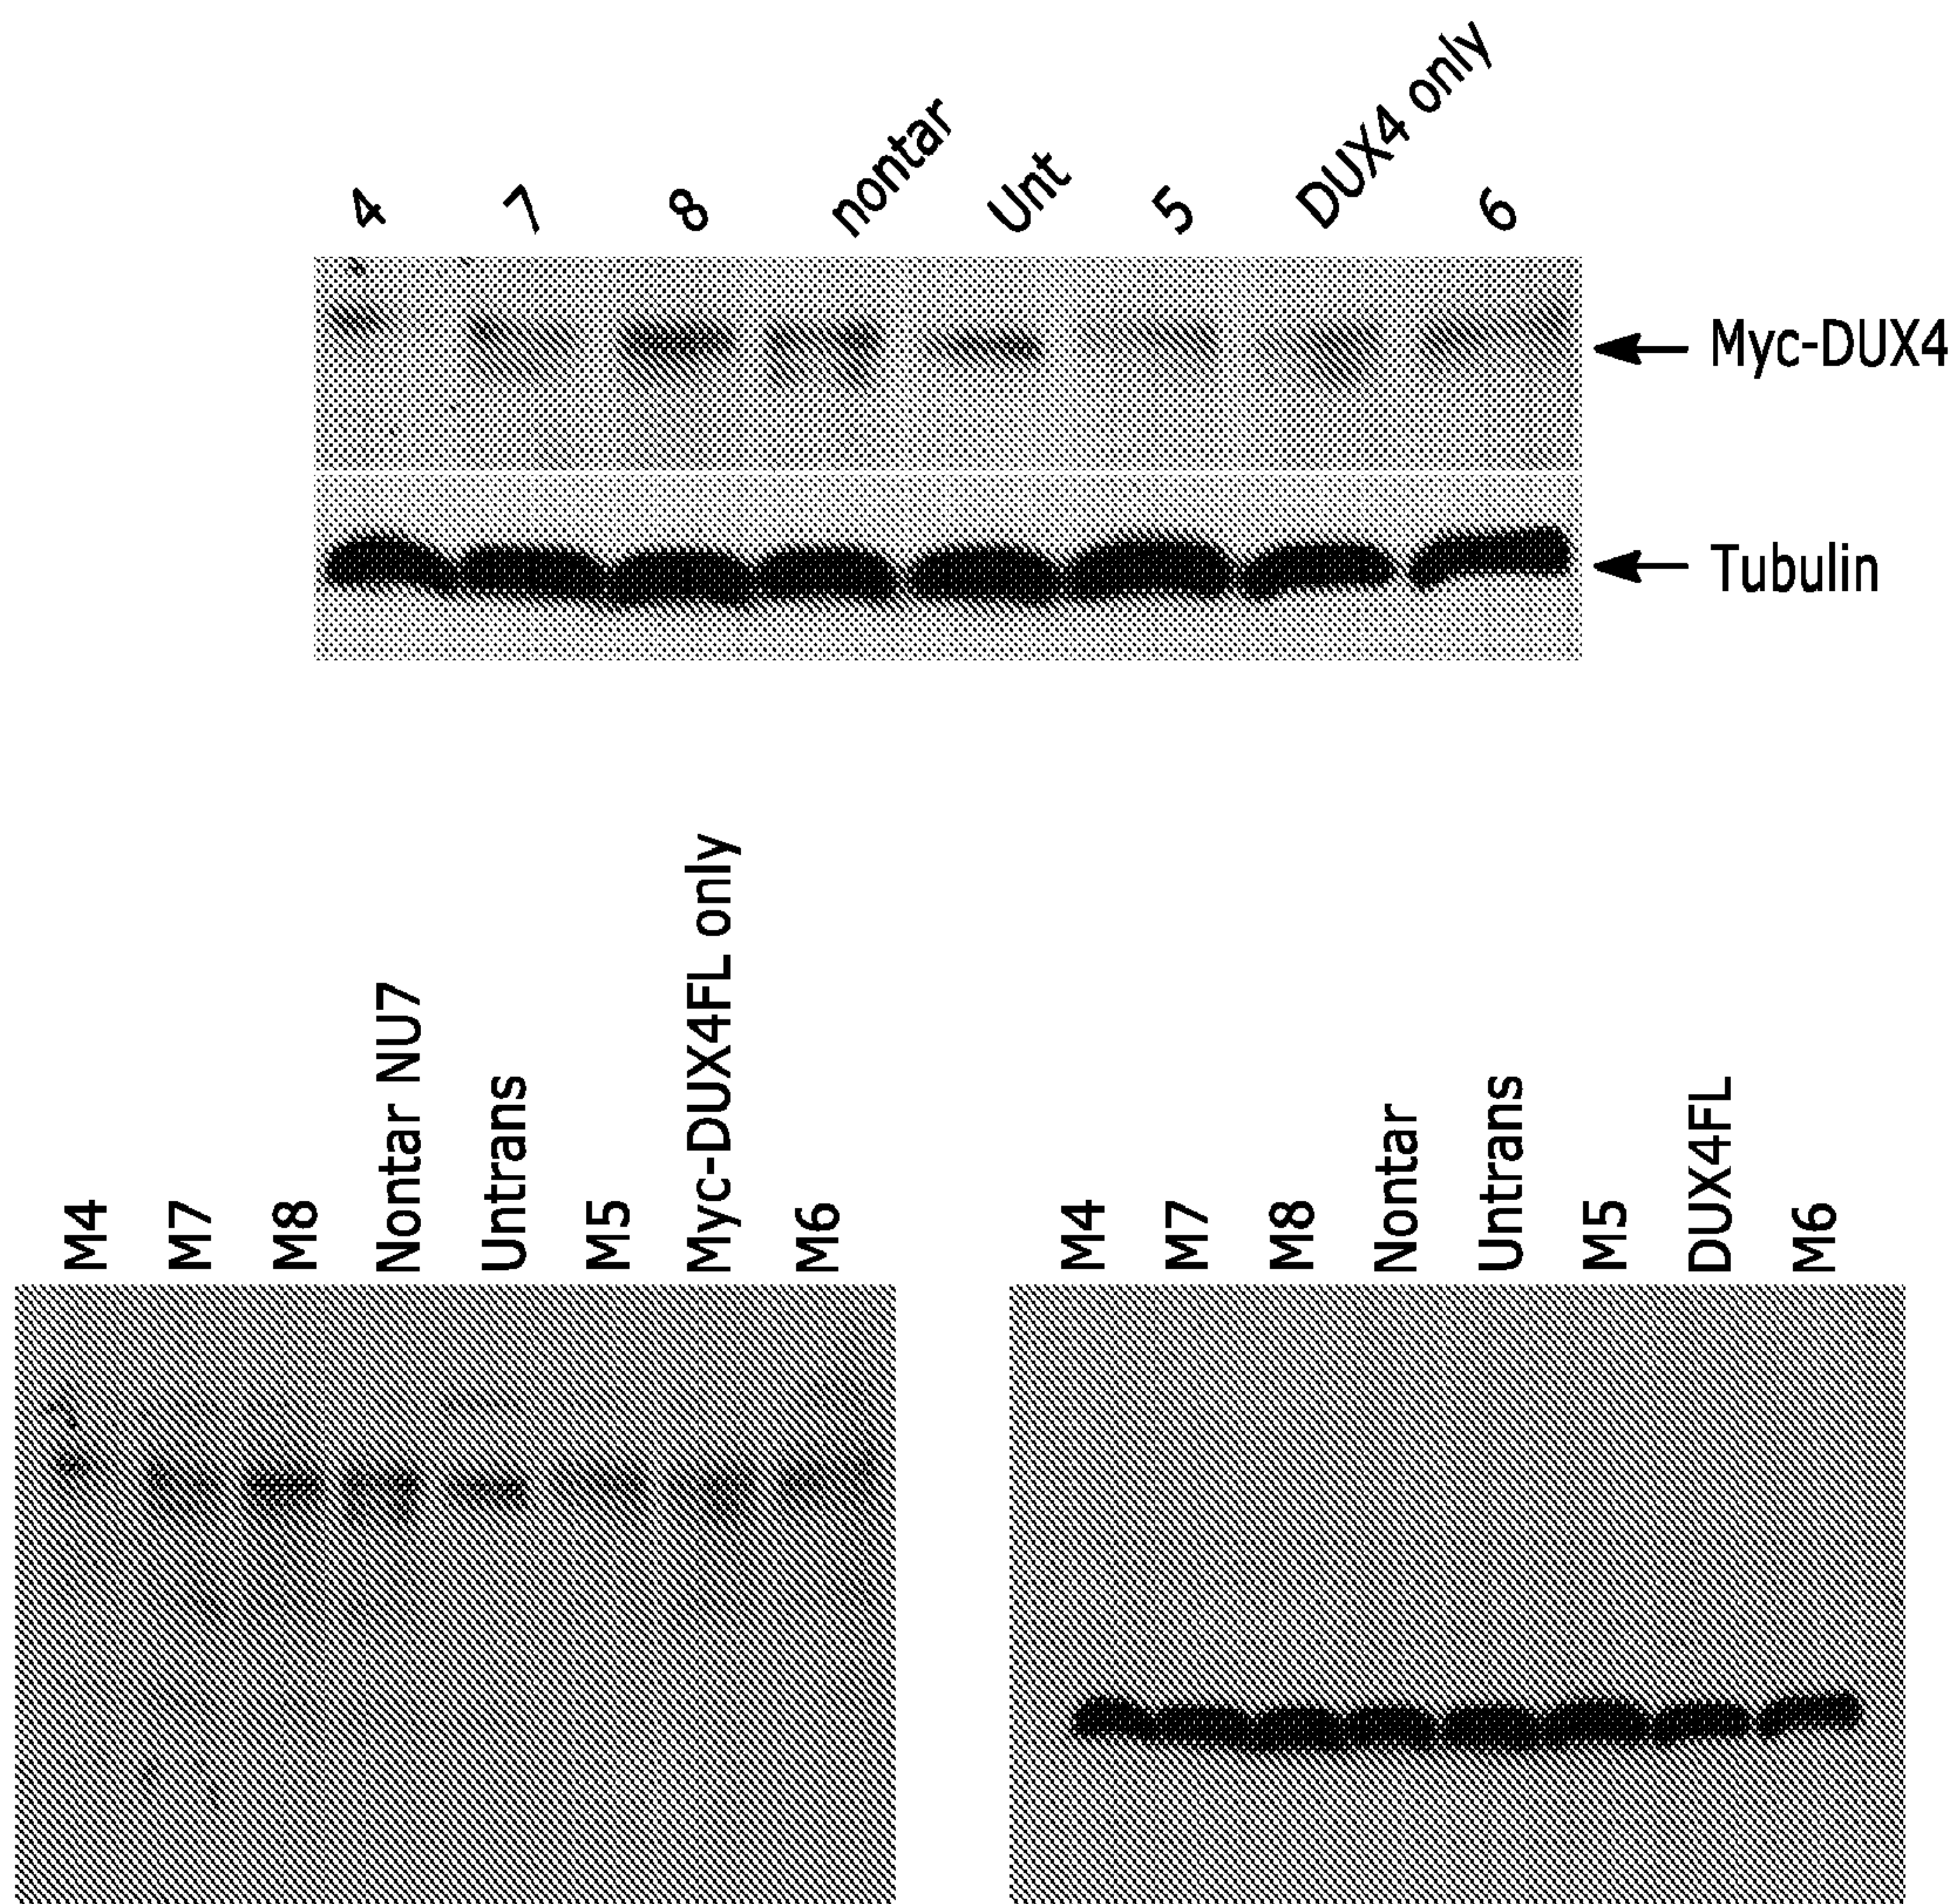 4 7 8 nontar Unt 5 DUX4 only 6
Myc-DUX4
Tubulin
M4 M7 M8 Nontar NU7 Untrans M5 Myc-DUX4FL only M6
M4 M7 M8 Nontar Untrans M5 DUX4FL M6